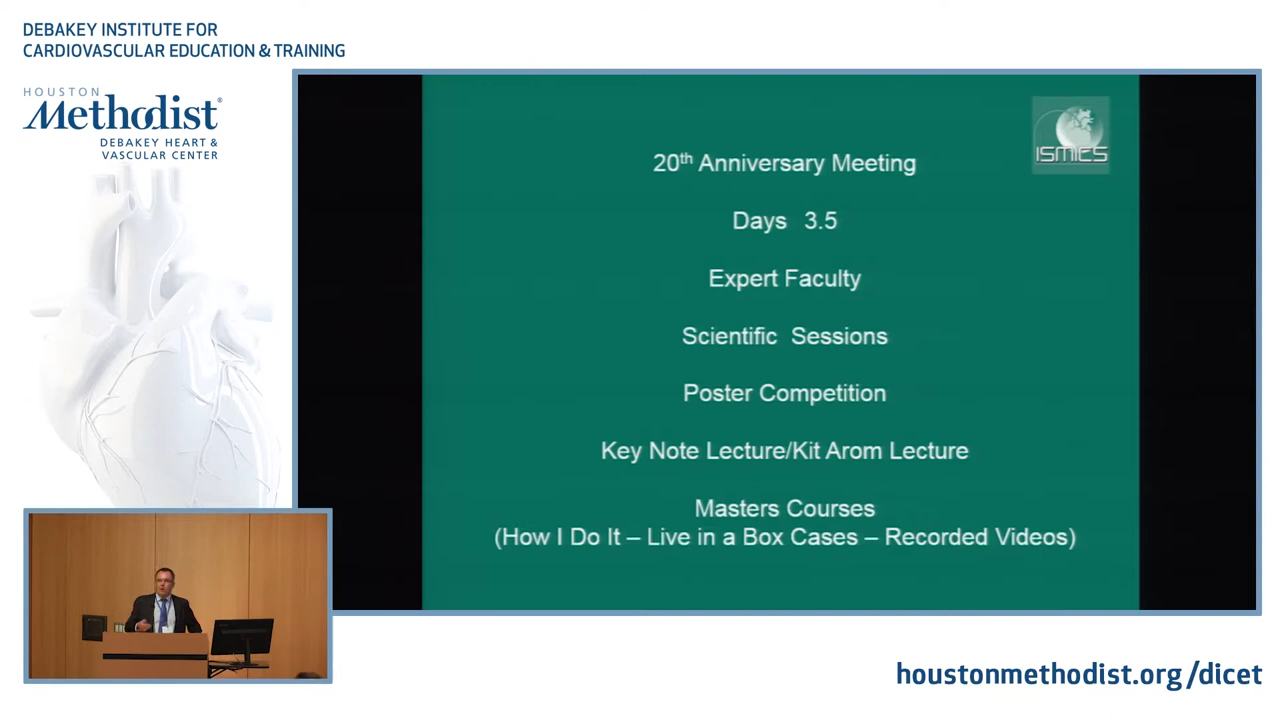 DEBAKEY INSTITUTE FOR
CARDIOVASCULAR EDUCATION & TRAINING
HOUSTON
Methodist®
DEBAKEY HEART &
VASCULAR CENTER
ISMICS
20th Anniversary Meeting
Days 3.5
Expert Faculty
Scientific Sessions
Poster Competition
Key Note Lecture/Kit Arom Lecture
Masters Courses
(How I Do It – Live in a Box Cases – Recorded Videos)
houstonmethodist.org/dicet